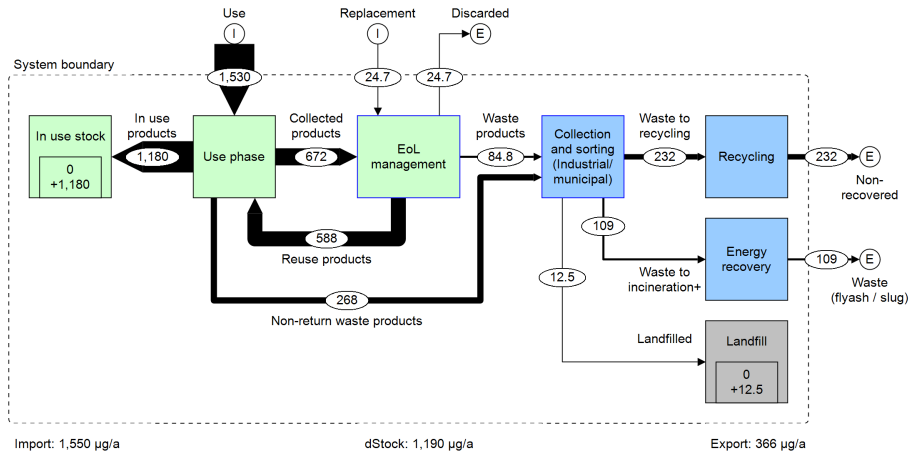 Use
Replacement
Discarded
I
I
E
System boundary
1,530
24.7
24.7
In use
products
Collected
products
Waste
products
Waste to
recycling
In use stock
0
+1,180
1,180
Use phase
672
EoL
management
84.8
Collection
and sorting
(Industrial/
municipal)
232
Recycling
232
E
Non-
recovered
588
Reuse products
109
Energy
recovery
109
E
Waste to
incineration+
Waste
(flyash / slug)
12.5
268
Non-return waste products
Landfilled
Landfill
0
+12.5
Import: 1,550 µg/a
dStock: 1,190 µg/a
Export: 366 µg/a